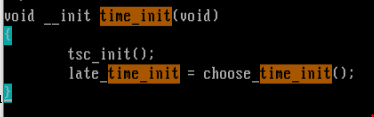 void __init time_init(void)
{
tsc_init();
late_time_init = choose_time_init();
}